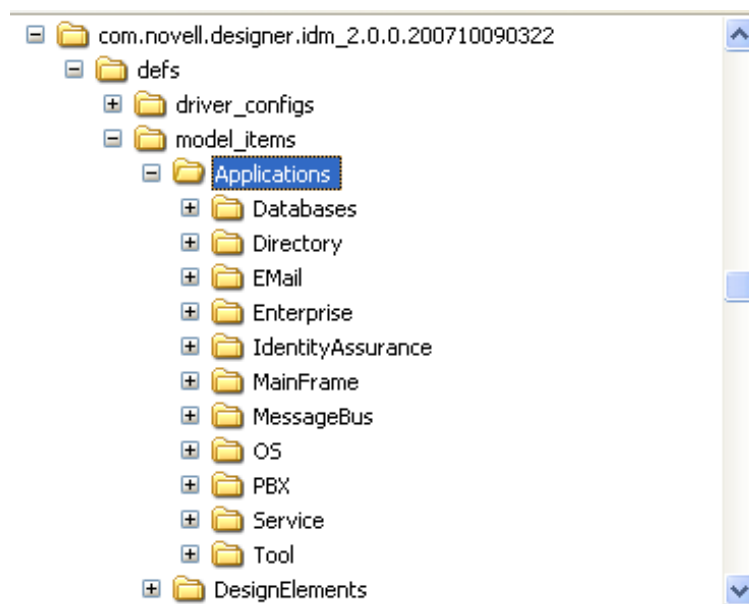 com.novell.designer.idm_2.0.0.200710090322
defs
driver_configs
model_items
Applications
Databases
Directory
EMail
Enterprise
IdentityAssurance
MainFrame
MessageBus
OS
PBX
Service
Tool
DesignElements